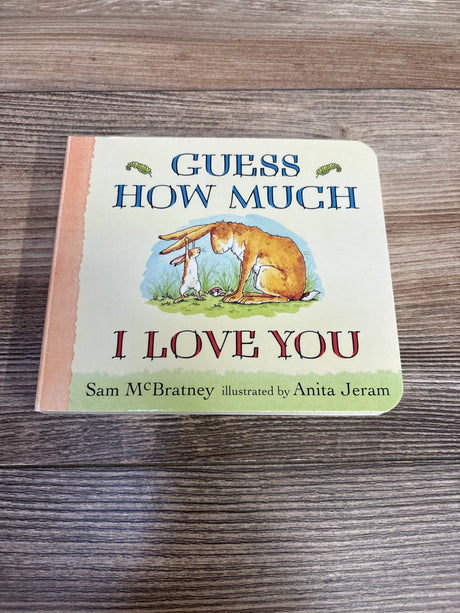 GUESS
HOW MUCH
I LOVE YOU
Sam McBratney illustrated by Anita Jeram